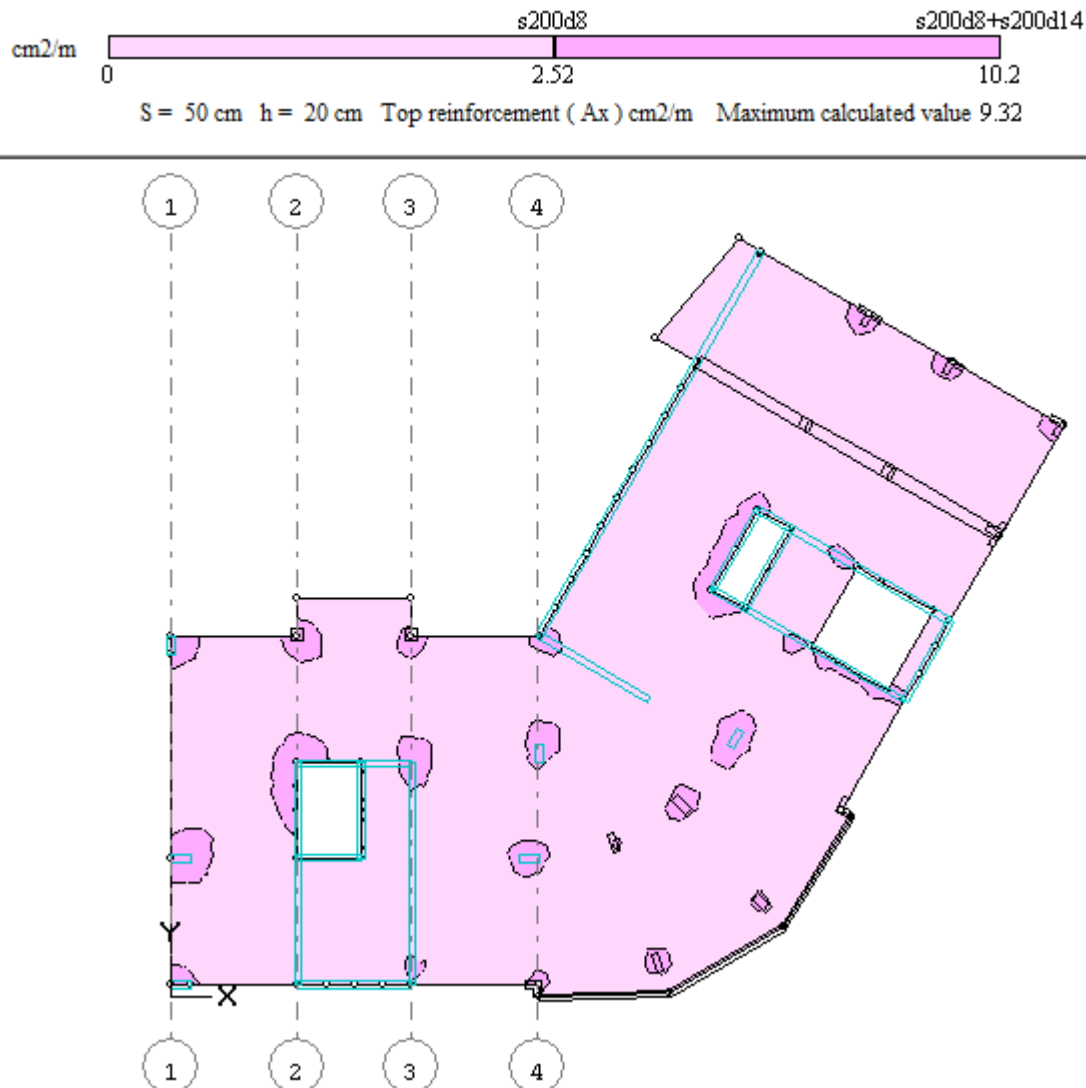 s200d8 s200d8+s200d14
cm2/m
0 2.52 10.2
S = 50 cm h = 20 cm Top reinforcement ( Ax ) cm2/m Maximum calculated value 9.32
1 2 3 4
Y
X
1 2 3 4